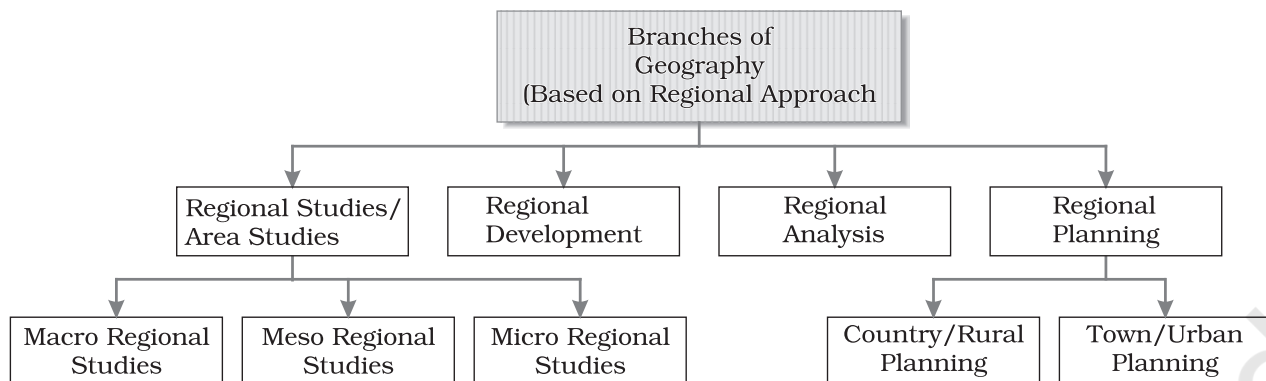 Branches of
Geography
(Based on Regional Approach
Regional Studies/
Area Studies
Regional
Development
Regional
Analysis
Regional
Planning
Macro Regional
Studies
Meso Regional
Studies
Micro Regional
Studies
Country/Rural
Planning
Town/Urban
Planning